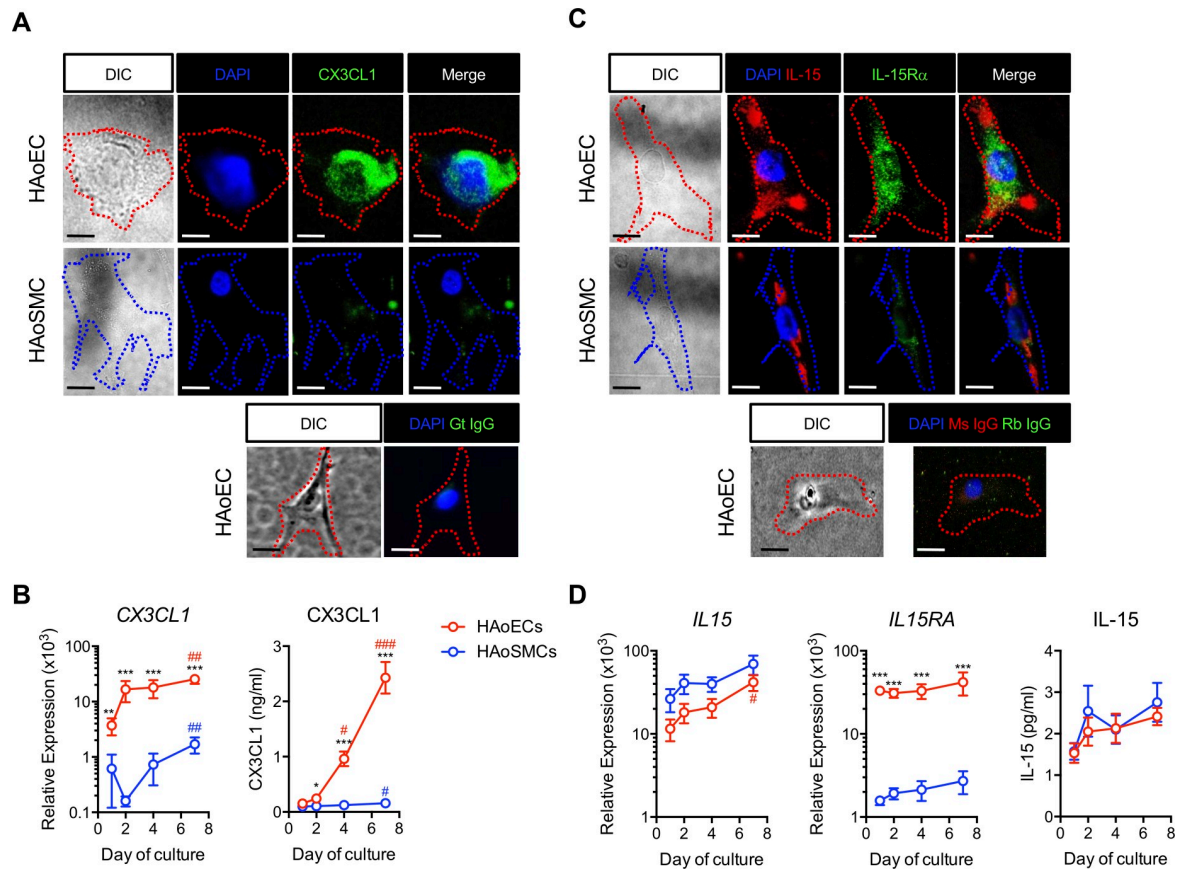 A
DIC DAPI CX3CL1 Merge
HAoEC
HAoSMC
DIC DAPI Gt IgG
HAoEC
C
DIC DAPI IL-15 IL-15Rα Merge
HAoEC
HAoSMC
DIC DAPI Ms IgG Rb IgG
HAoEC
B
CX3CL1
Relative Expression (x10³)
100
10
1
0.1
** *** *** ***
##
##
0 2 4 6 8
Day of culture
CX3CL1
CX3CL1 (ng/ml)
3
2
1
0
* *** ***
# ###
#
0 2 4 6 8
Day of culture
HAoECs
HAoSMCs
D
IL15
Relative Expression (x10³)
1000
100
10
1
#
0 2 4 6 8
Day of culture
IL15RA
Relative Expression (x10³)
100
10
1
*** *** *** ***
0 2 4 6 8
Day of culture
IL-15
IL-15 (pg/ml)
4
3
2
1
0
0 2 4 6 8
Day of culture